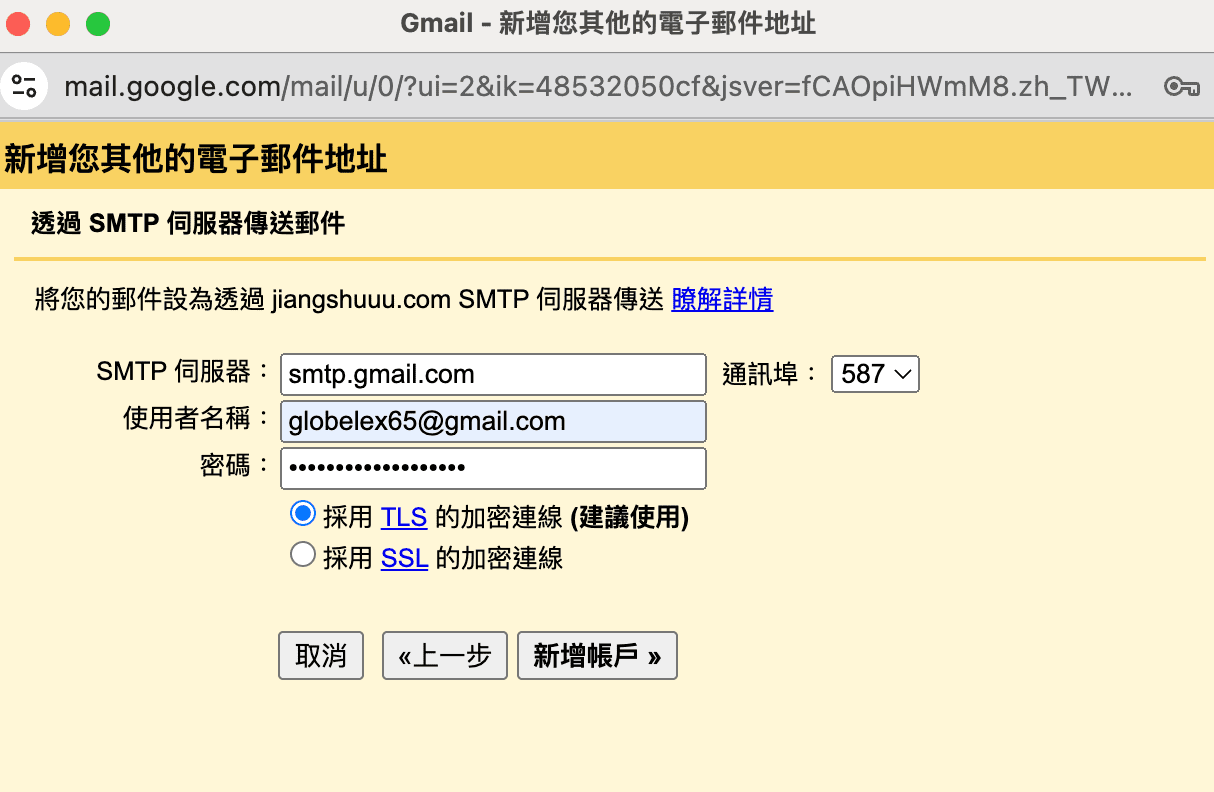 Gmail - 新增您其他的電子郵件地址
mail.google.com/mail/u/0/?ui=2&ik=48532050cf&jsver=fCAOpiHWmM8.zh_TW...
新增您其他的電子郵件地址
透過 SMTP 伺服器傳送郵件
將您的郵件設為透過 jiangshuuu.com SMTP 伺服器傳送 瞭解詳情
SMTP 伺服器： smtp.gmail.com 通訊埠： 587
使用者名稱： globelex65@gmail.com
密碼： •••••••••••••••••••
採用 TLS 的加密連線 (建議使用)
採用 SSL 的加密連線
取消 «上一步 新增帳戶 »